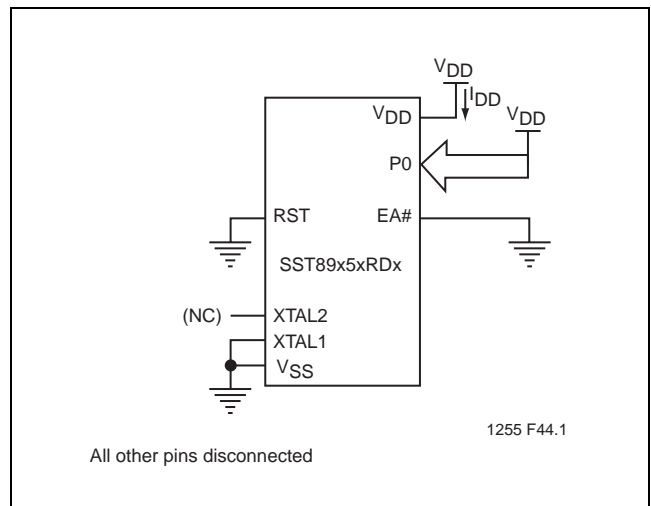 VDD
IDD
VDD
VDD
P0
RST
EA#
SST89x5xRDx
(NC)
XTAL2
XTAL1
VSS
1255 F44.1
All other pins disconnected